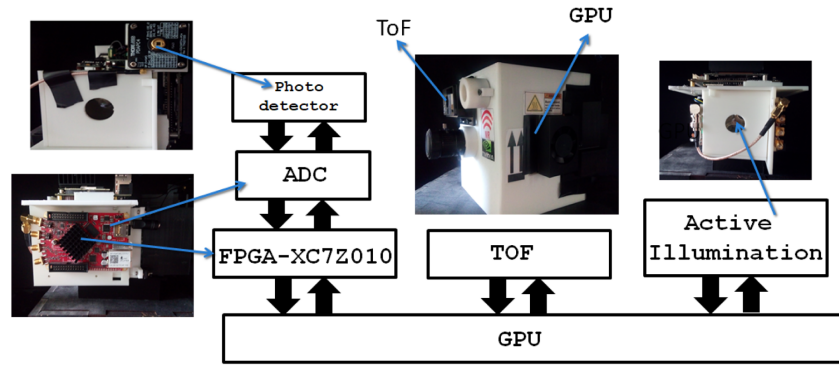 GPU
ToF
Photo
detector
ADC
FPGA-XC7Z010
TOF
Active
Illumination
GPU